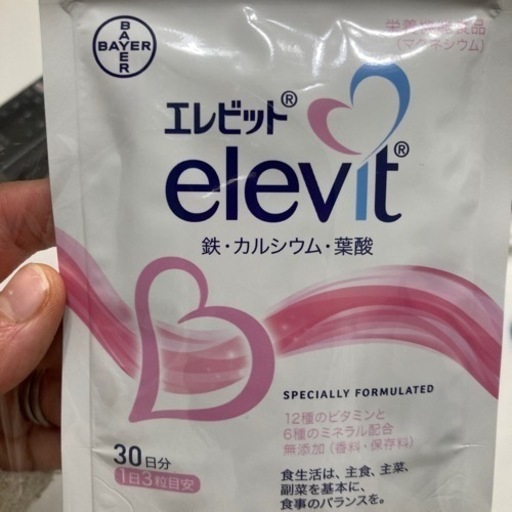 BAYER
BAYER
栄養機能食品
(マグネシウム)
エレビット®
elevit®
鉄・カルシウム・葉酸
SPECIALLY FORMULATED
12種のビタミンと
6種のミネラル配合
無添加(香料・保存料)
30日分
1日3粒目安
食生活は、主食、主菜、
副菜を基本に、
食事のバランスを。